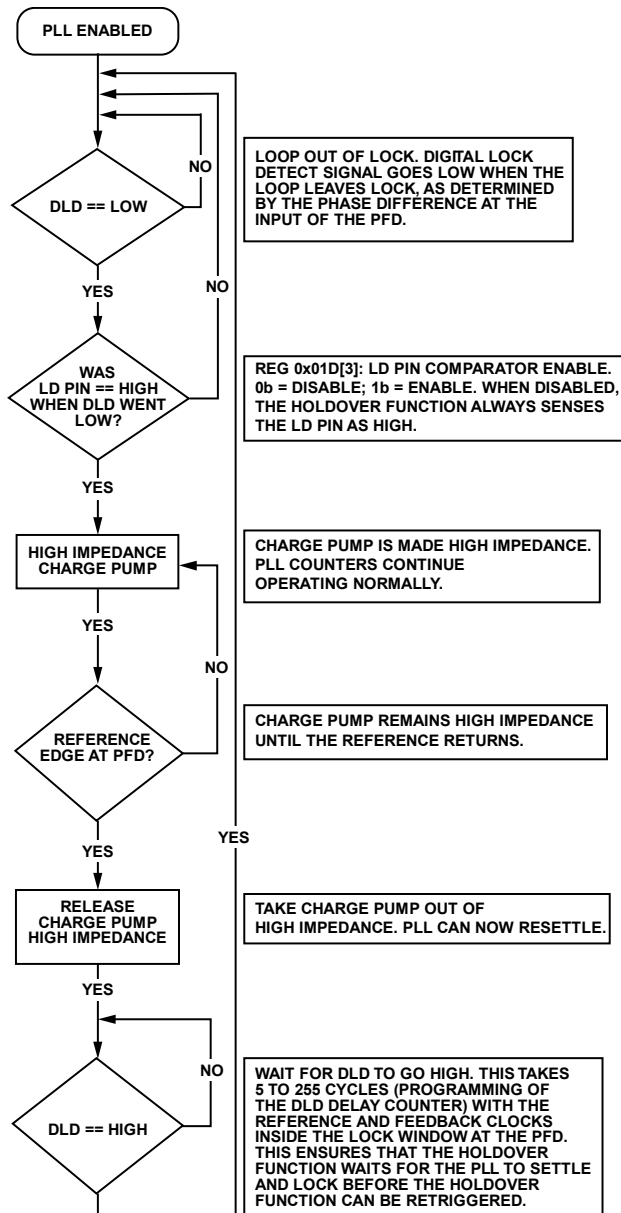 PLL ENABLED
NO
DLD == LOW
LOOP OUT OF LOCK. DIGITAL LOCK
DETECT SIGNAL GOES LOW WHEN THE
LOOP LEAVES LOCK, AS DETERMINED
BY THE PHASE DIFFERENCE AT THE
INPUT OF THE PFD.
YES
NO
WAS
LD PIN == HIGH
WHEN DLD WENT
LOW?
REG 0x01D[3]: LD PIN COMPARATOR ENABLE.
0b = DISABLE; 1b = ENABLE. WHEN DISABLED,
THE HOLDOVER FUNCTION ALWAYS SENSES
THE LD PIN AS HIGH.
YES
HIGH IMPEDANCE
CHARGE PUMP
CHARGE PUMP IS MADE HIGH IMPEDANCE.
PLL COUNTERS CONTINUE
OPERATING NORMALLY.
YES
NO
REFERENCE
EDGE AT PFD?
CHARGE PUMP REMAINS HIGH IMPEDANCE
UNTIL THE REFERENCE RETURNS.
YES
YES
RELEASE
CHARGE PUMP
HIGH IMPEDANCE
TAKE CHARGE PUMP OUT OF
HIGH IMPEDANCE. PLL CAN NOW RESETTLE.
YES
NO
DLD == HIGH
WAIT FOR DLD TO GO HIGH. THIS TAKES
5 TO 255 CYCLES (PROGRAMMING OF
THE DLD DELAY COUNTER) WITH THE
REFERENCE AND FEEDBACK CLOCKS
INSIDE THE LOCK WINDOW AT THE PFD.
THIS ENSURES THAT THE HOLDOVER
FUNCTION WAITS FOR THE PLL TO SETTLE
AND LOCK BEFORE THE HOLDOVER
FUNCTION CAN BE RETRIGGERED.